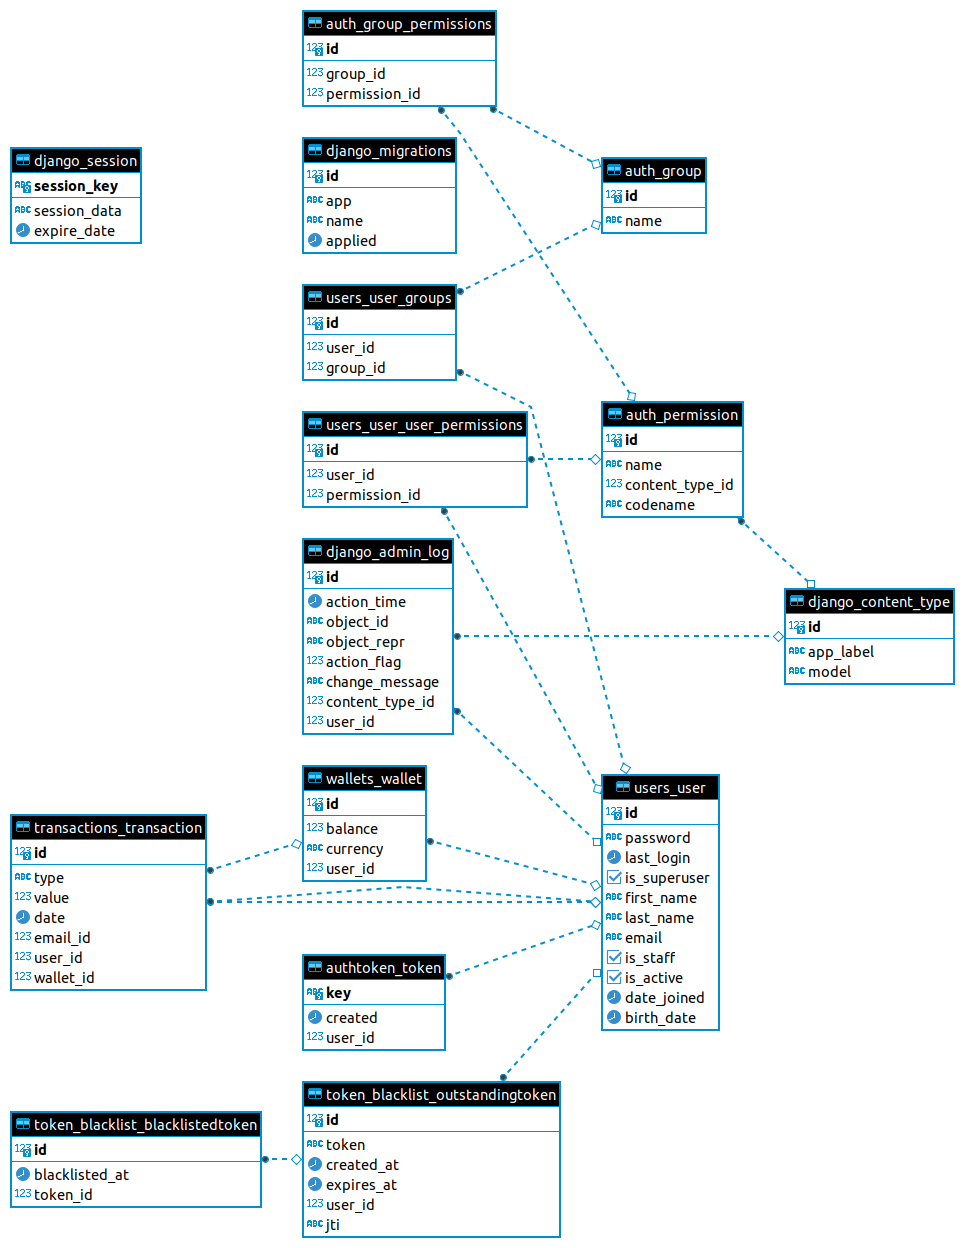 auth_group_permissions
id
group_id
permission_id
django_migrations
id
app
name
applied
django_session
session_key
session_data
expire_date
auth_group
id
name
users_user_groups
id
user_id
group_id
users_user_user_permissions
id
user_id
permission_id
auth_permission
id
name
content_type_id
codename
django_admin_log
id
action_time
object_id
object_repr
action_flag
change_message
content_type_id
user_id
django_content_type
id
app_label
model
wallets_wallet
id
balance
currency
user_id
users_user
id
password
last_login
is_superuser
first_name
last_name
email
is_staff
is_active
date_joined
birth_date
transactions_transaction
id
type
value
date
email_id
user_id
wallet_id
authtoken_token
key
created
user_id
token_blacklist_outstandingtoken
id
token
created_at
expires_at
user_id
jti
token_blacklist_blacklistedtoken
id
blacklisted_at
token_id